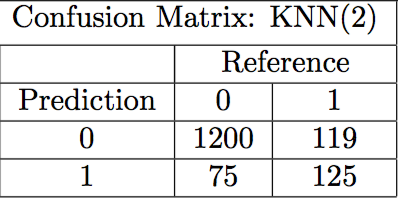 Confusion Matrix: KNN(2)
Reference
Prediction 0 1
0 1200 119
1 75 125